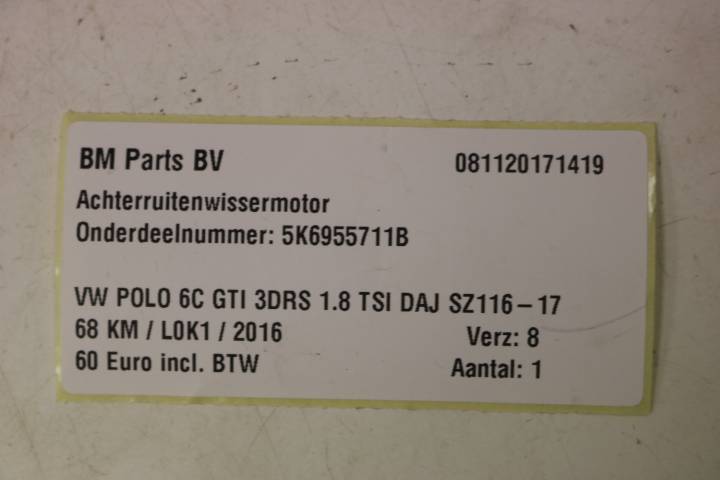 BM Parts BV 081120171419
Achterruitenwissermotor
Onderdeelnummer: 5K6955711B
VW POLO 6C GTI 3DRS 1.8 TSI DAJ SZ116-17
68 KM / L0K1 / 2016 Verz: 8
60 Euro incl. BTW Aantal: 1